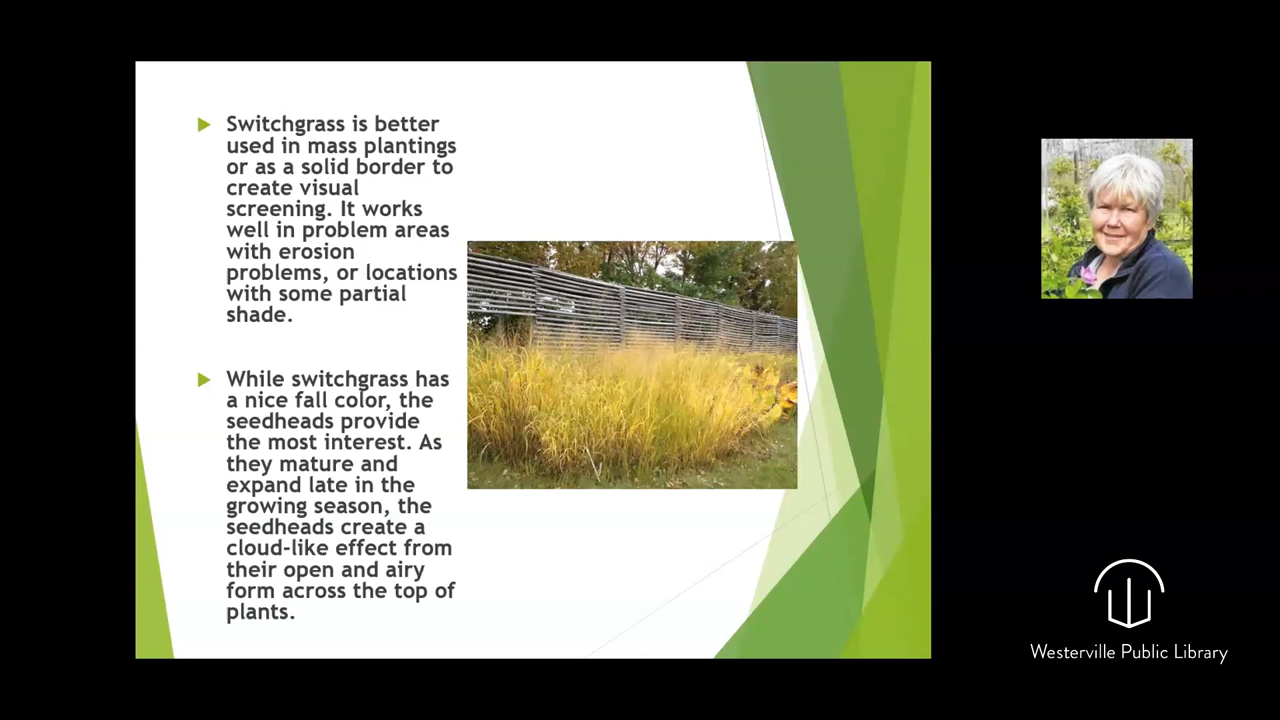 Switchgrass is better
used in mass plantings
or as a solid border to
create visual
screening. It works
well in problem areas
with erosion
problems, or locations
with some partial
shade.
While switchgrass has
a nice fall color, the
seedheads provide
the most interest. As
they mature and
expand late in the
growing season, the
seedheads create a
cloud-like effect from
their open and airy
form across the top of
plants.
Westerville Public Library